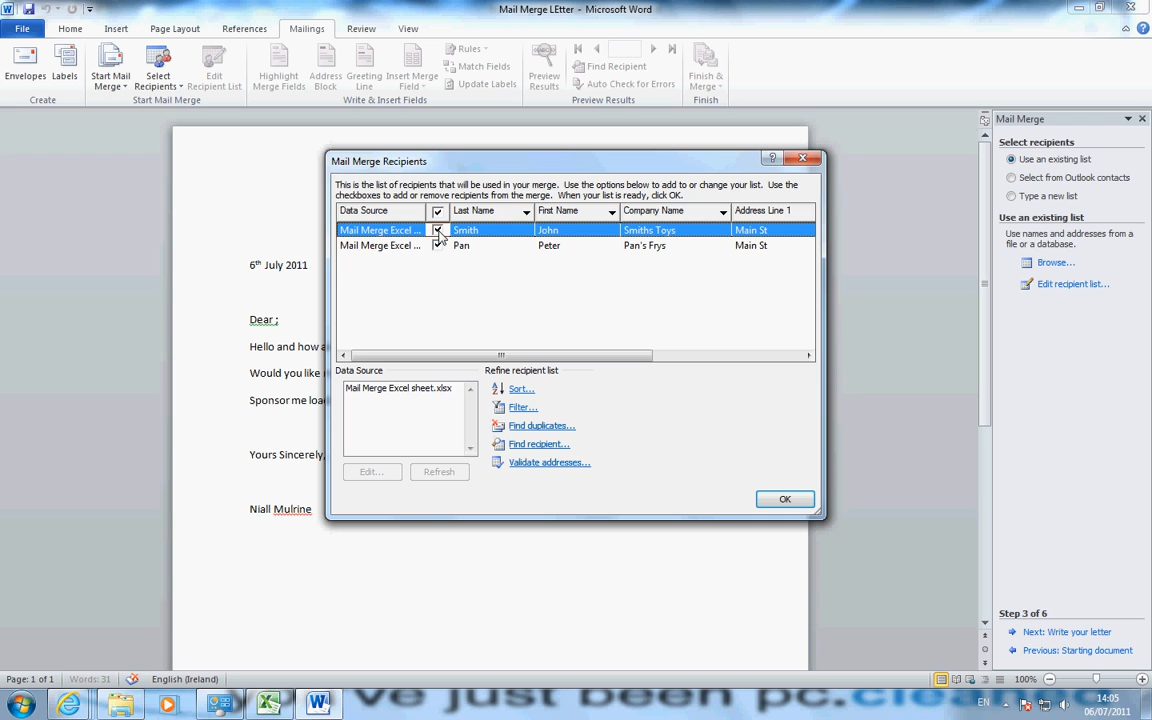 Mail Merge LEtter - Microsoft Word
File Home Insert Page Layout References Mailings Review View
Envelopes Labels Start Mail Merge Select Recipients Edit Recipient List Highlight Merge Fields Address Block Greeting Line Insert Merge Field Rules Match Fields Update Labels Preview Results Find Recipient Auto Check for Errors Finish & Merge
Create Start Mail Merge Write & Insert Fields Preview Results Finish
Mail Merge
Select recipients
Use an existing list
Select from Outlook contacts
Type a new list
Use an existing list
Use names and addresses from a
file or a database.
Browse...
Edit recipient list...
Step 3 of 6
Next: Write your letter
Previous: Starting document
Mail Merge Recipients
This is the list of recipients that will be used in your merge. Use the options below to add to or change your list. Use the
checkboxes to add or remove recipients from the merge. When your list is ready, click OK.
Data Source Last Name First Name Company Name Address Line 1
Mail Merge Excel ... Smith John Smiths Toys Main St
Mail Merge Excel ... Pan Peter Pan's Frys Main St
Data Source
Mail Merge Excel sheet.xlsx
Edit... Refresh
Refine recipient list
Sort...
Filter...
Find duplicates...
Find recipient...
Validate addresses...
OK
6th July 2011
Dear ;
Hello and how
Would you like
Sponsor me
Yours Sincerely,
Niall Mulrine
Page: 1 of 1 Words: 31 English (Ireland) 100%
've just been pc.clean
EN 14:05
06/07/2011